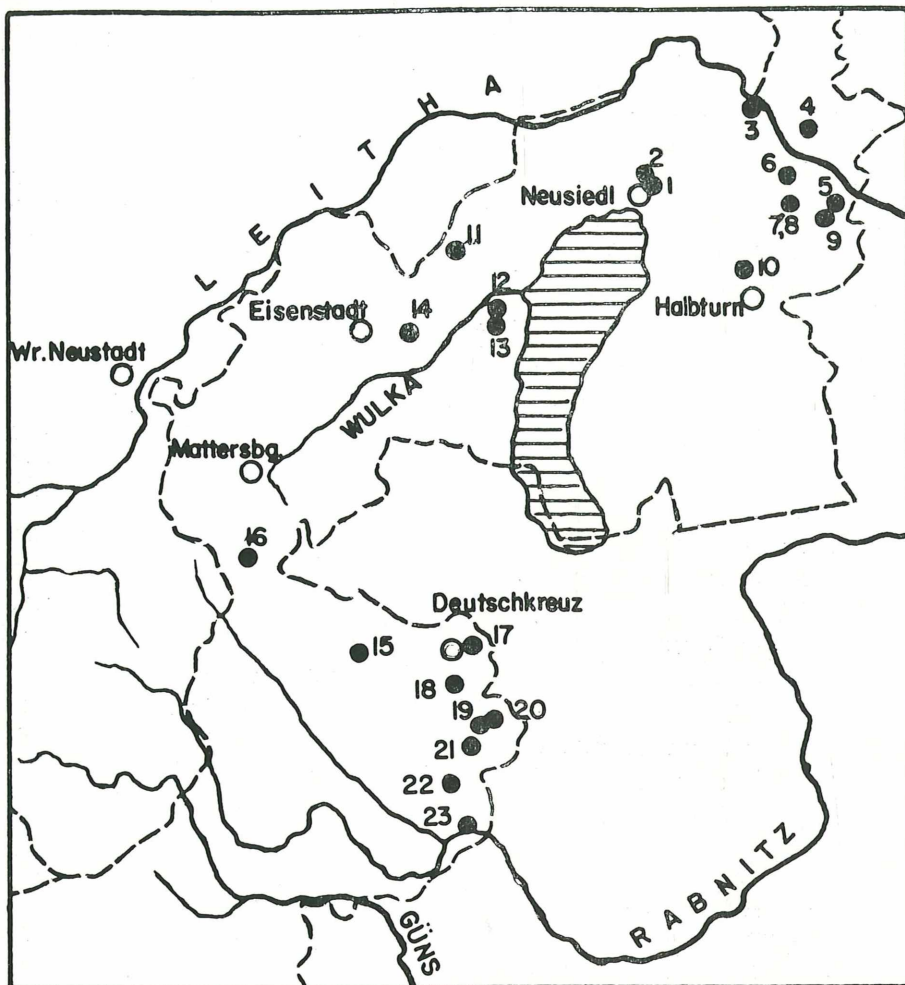 LEITHA
3
4
2
1
Neusiedl
6
5
7,8
9
11
10
Halbturn
12
Eisenstadt
14
13
Wr.Neustadt
WULKA
Mattersbg.
16
Deutschkreuz
15
17
18
19
20
21
22
23
RABNITZ
GÜNS